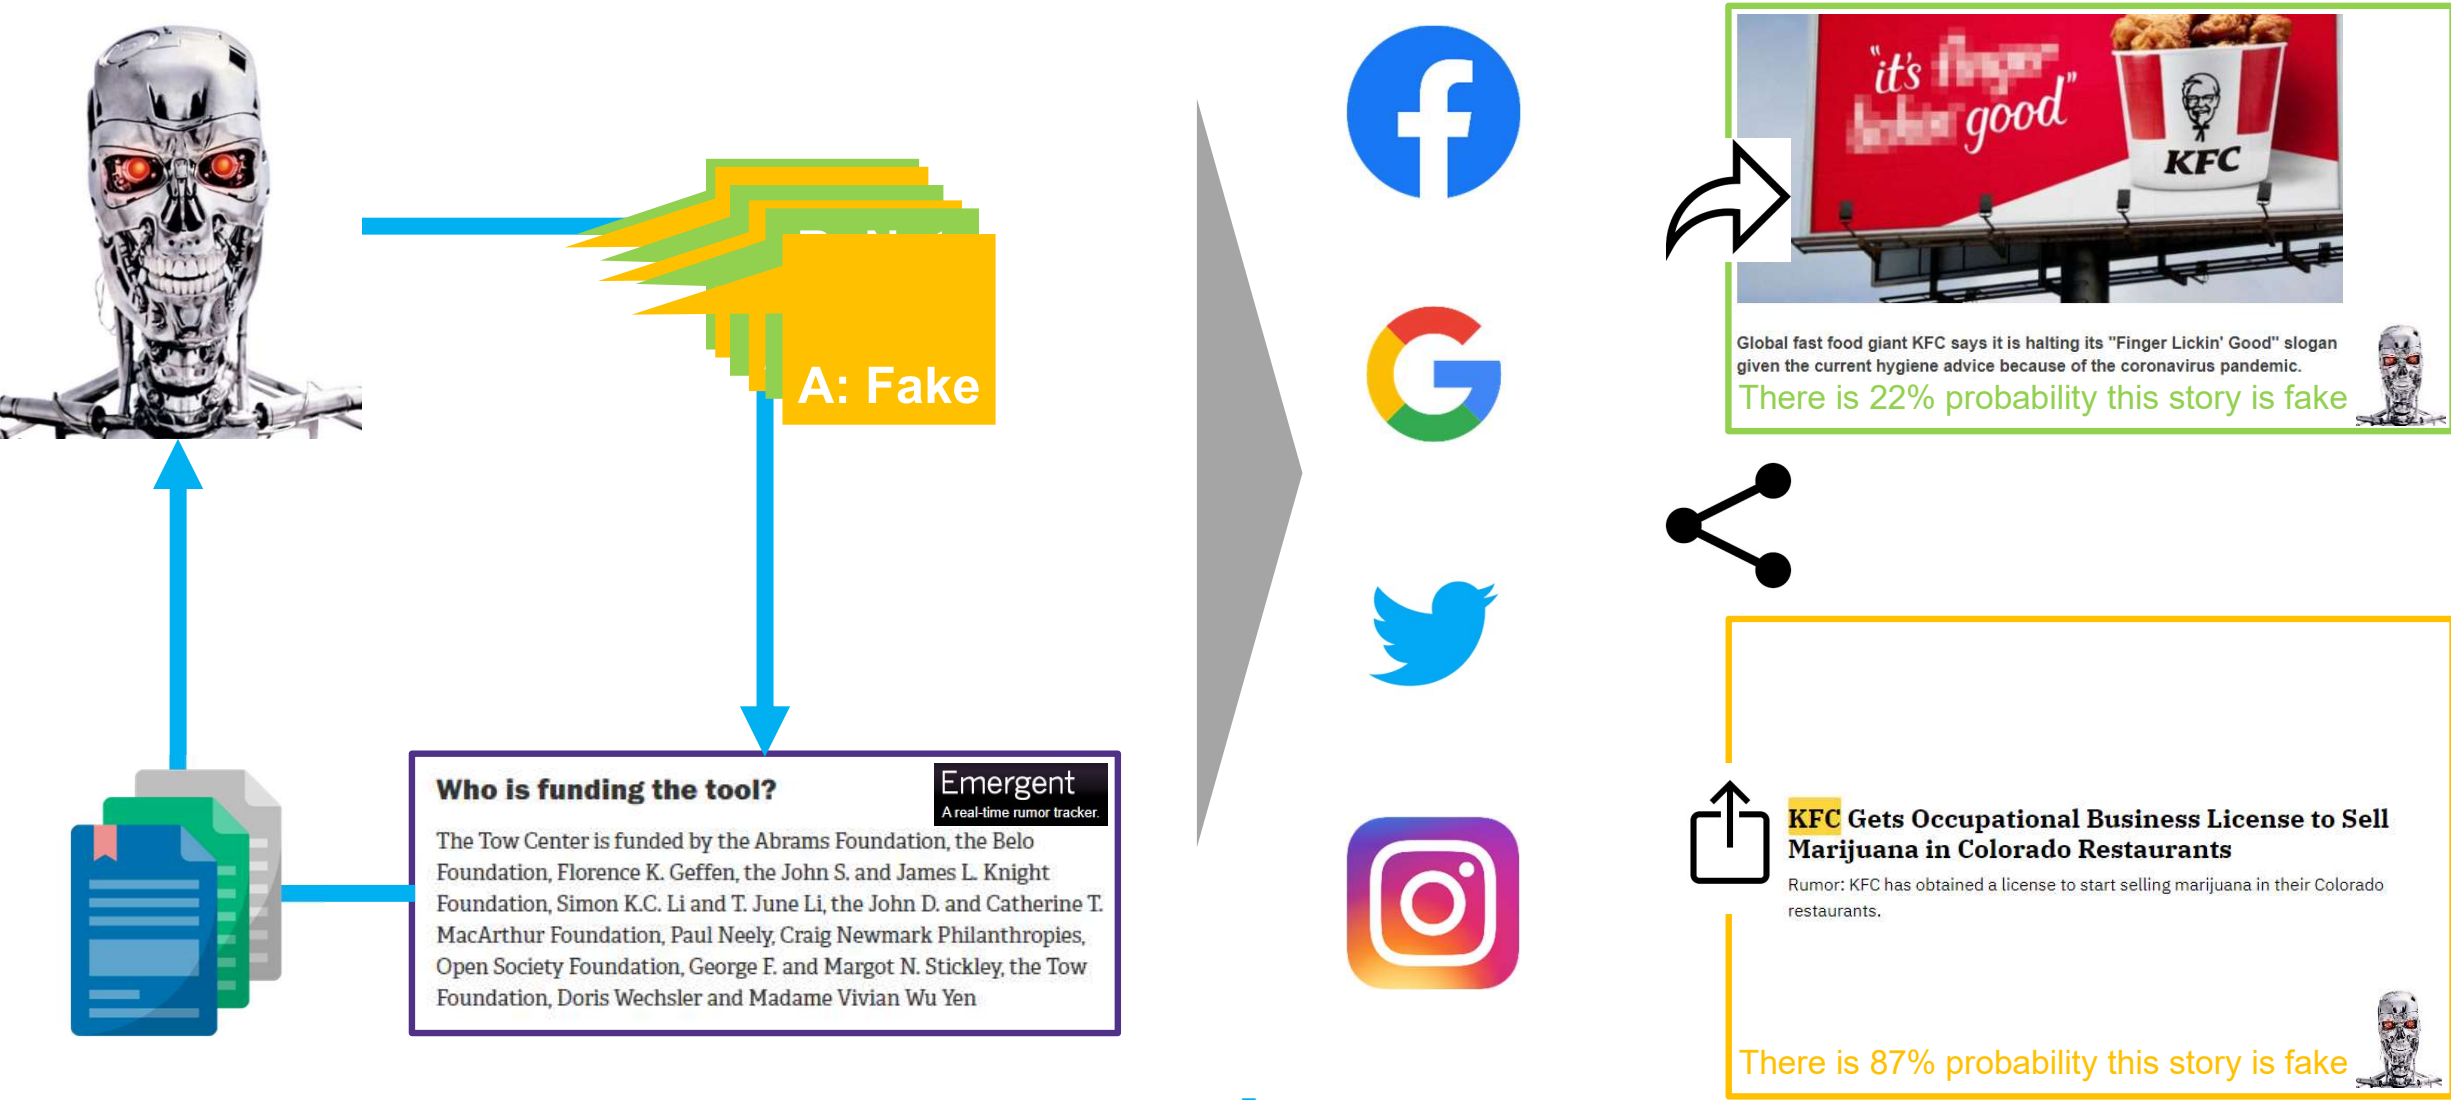 "it's
good"
KFC
Global fast food giant KFC says it is halting its "Finger Lickin' Good" slogan
given the current hygiene advice because of the coronavirus pandemic.
There is 22% probability this story is fake
A: Fake
Who is funding the tool?
Emergent
A real-time rumor tracker.
The Tow Center is funded by the Abrams Foundation, the Belo
Foundation, Florence K. Geffen, the John S. and James L. Knight
Foundation, Simon K.C. Li and T. June Li, the John D. and Catherine T.
MacArthur Foundation, Paul Neely, Craig Newmark Philanthropies,
Open Society Foundation, George F. and Margot N. Stickley, the Tow
Foundation, Doris Wechsler and Madame Vivian Wu Yen
KFC Gets Occupational Business License to Sell
Marijuana in Colorado Restaurants
Rumor: KFC has obtained a license to start selling marijuana in their Colorado
restaurants.
There is 87% probability this story is fake